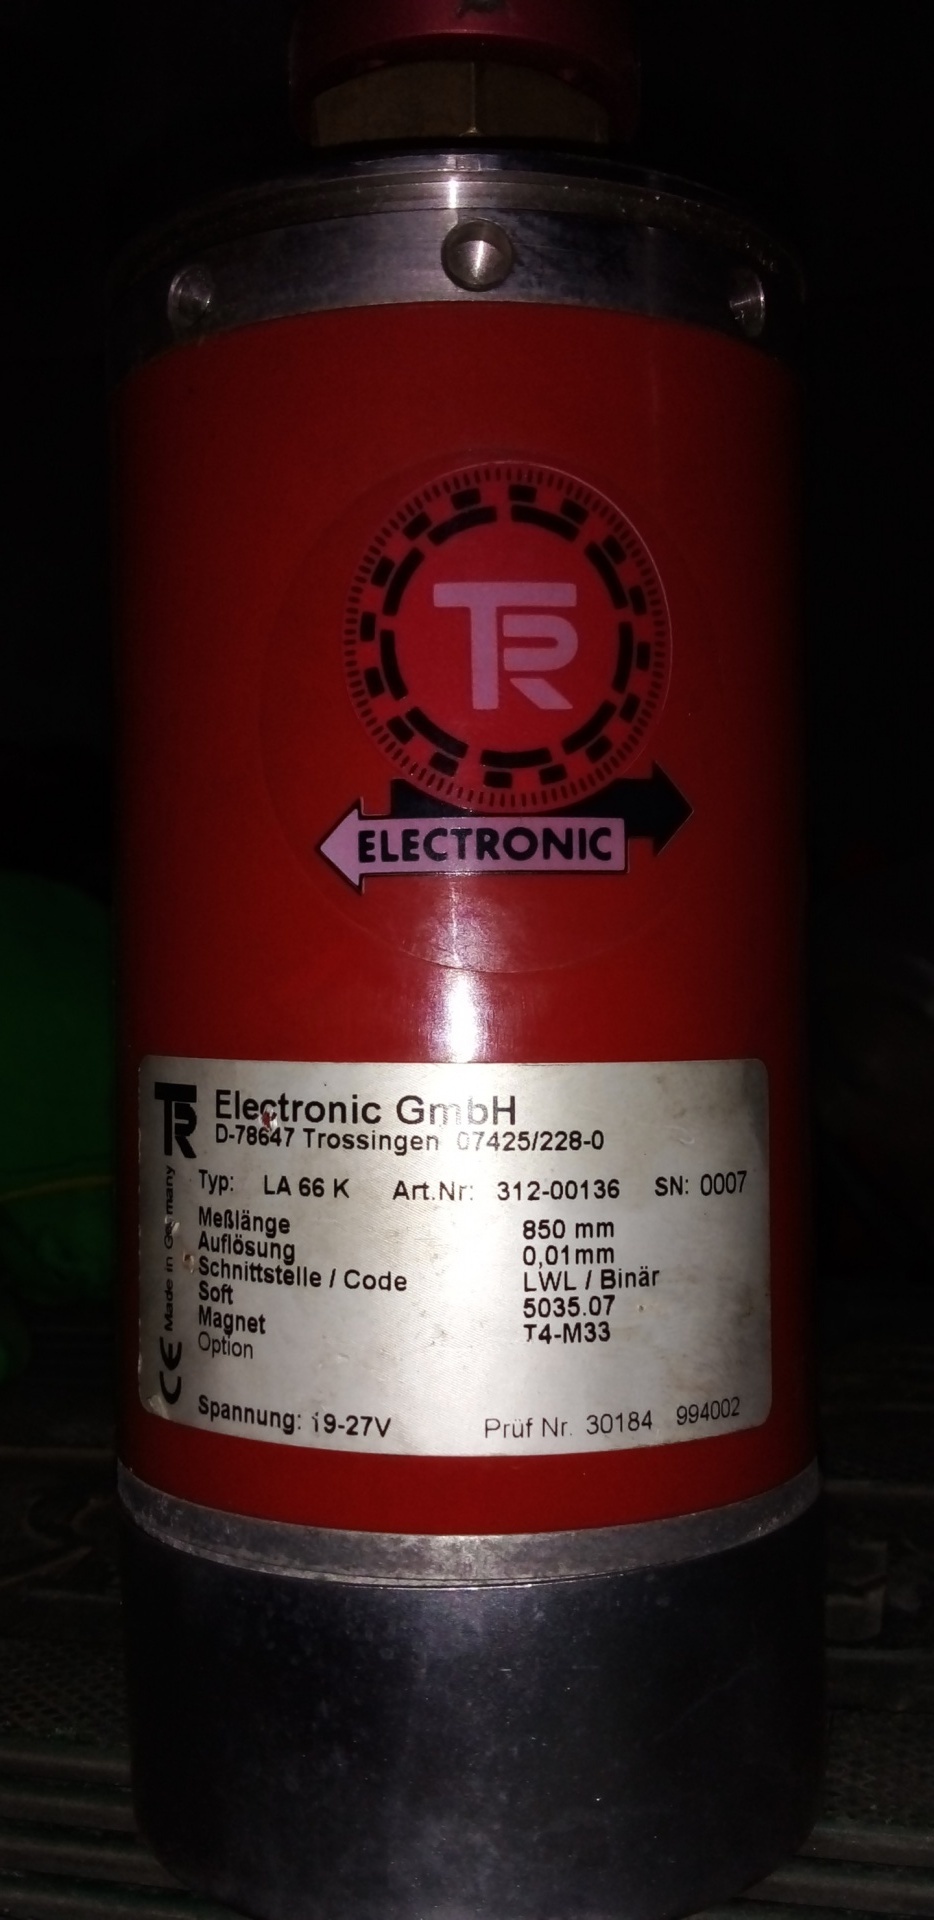 TR
ELECTRONIC
TR Electronic GmbH
D-78647 Trossingen 07425/228-0
Typ: LA 66 K Art.Nr: 312-00136 SN: 0007
Meßlänge 850 mm
Auflösung 0,01mm
Schnittstelle / Code LWL / Binär
Soft 5035.07
Magnet T4-M33
Option
Spannung: 19-27V Prüf Nr. 30184 994002
CE Made in Germany